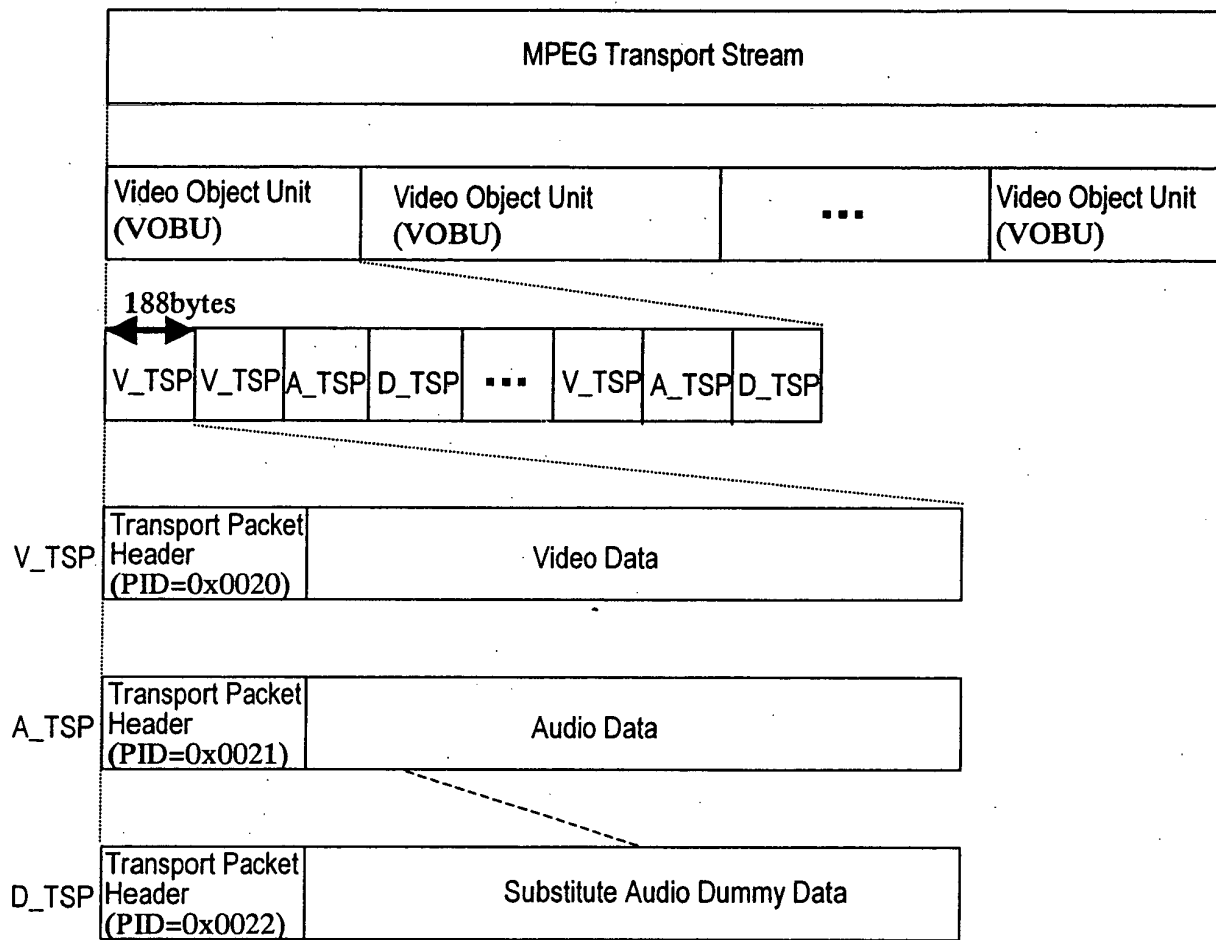 MPEG Transport Stream
Video Object Unit
(VOBU)
Video Object Unit
(VOBU)
...
Video Object Unit
(VOBU)
188bytes
V_TSP
V_TSP
A_TSP
D_TSP
...
V_TSP
A_TSP
D_TSP
V_TSP
Transport Packet
Header
(PID=0x0020)
Video Data
A_TSP
Transport Packet
Header
(PID=0x0021)
Audio Data
D_TSP
Transport Packet
Header
(PID=0x0022)
Substitute Audio Dummy Data